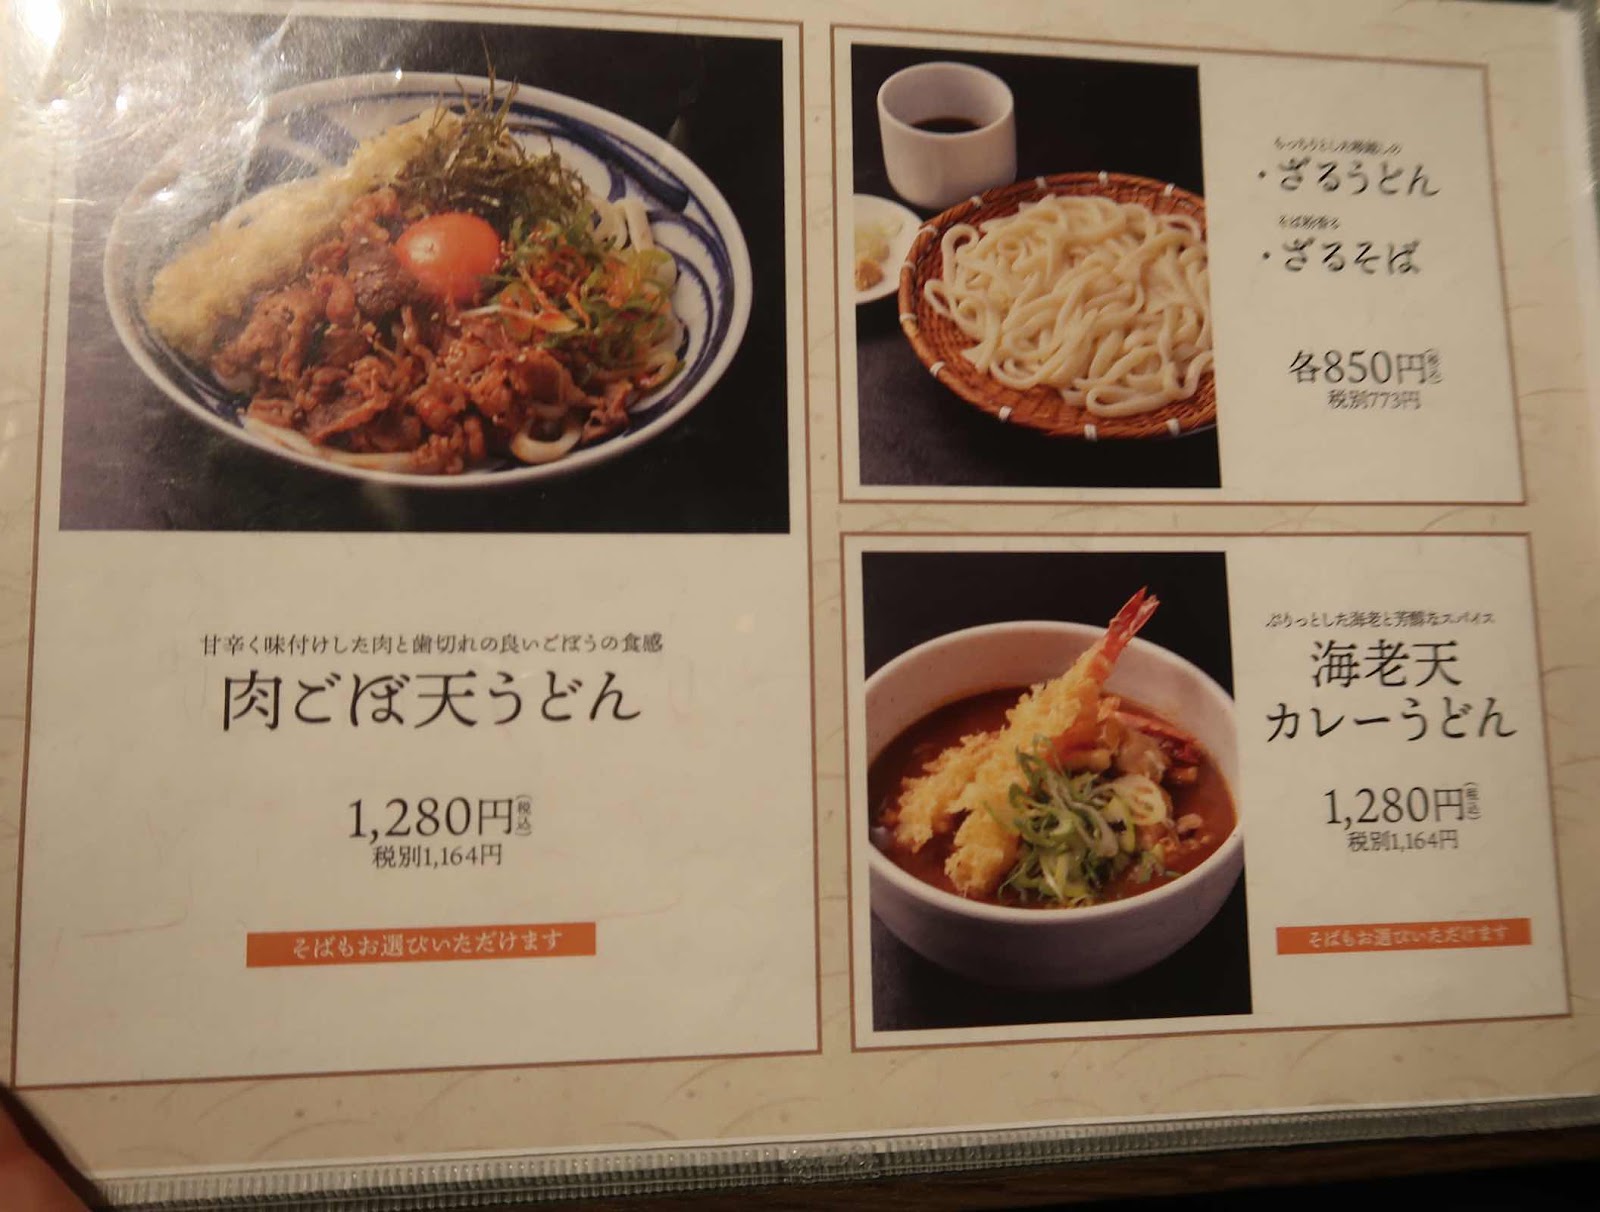 甘辛く味付けした肉と歯切れの良いごぼうの食感
肉ごぼ天うどん
1,280円(税込)
税別1,164円
そばもお選びいただけます
もっちりとした喉越しの
・ざるうどん
そば粉香る
・ざるそば
各850円(税込)
税別773円
ぷりっとした海老と芳醇なスパイス
海老天
カレーうどん
1,280円(税込)
税別1,164円
そばもお選びいただけます